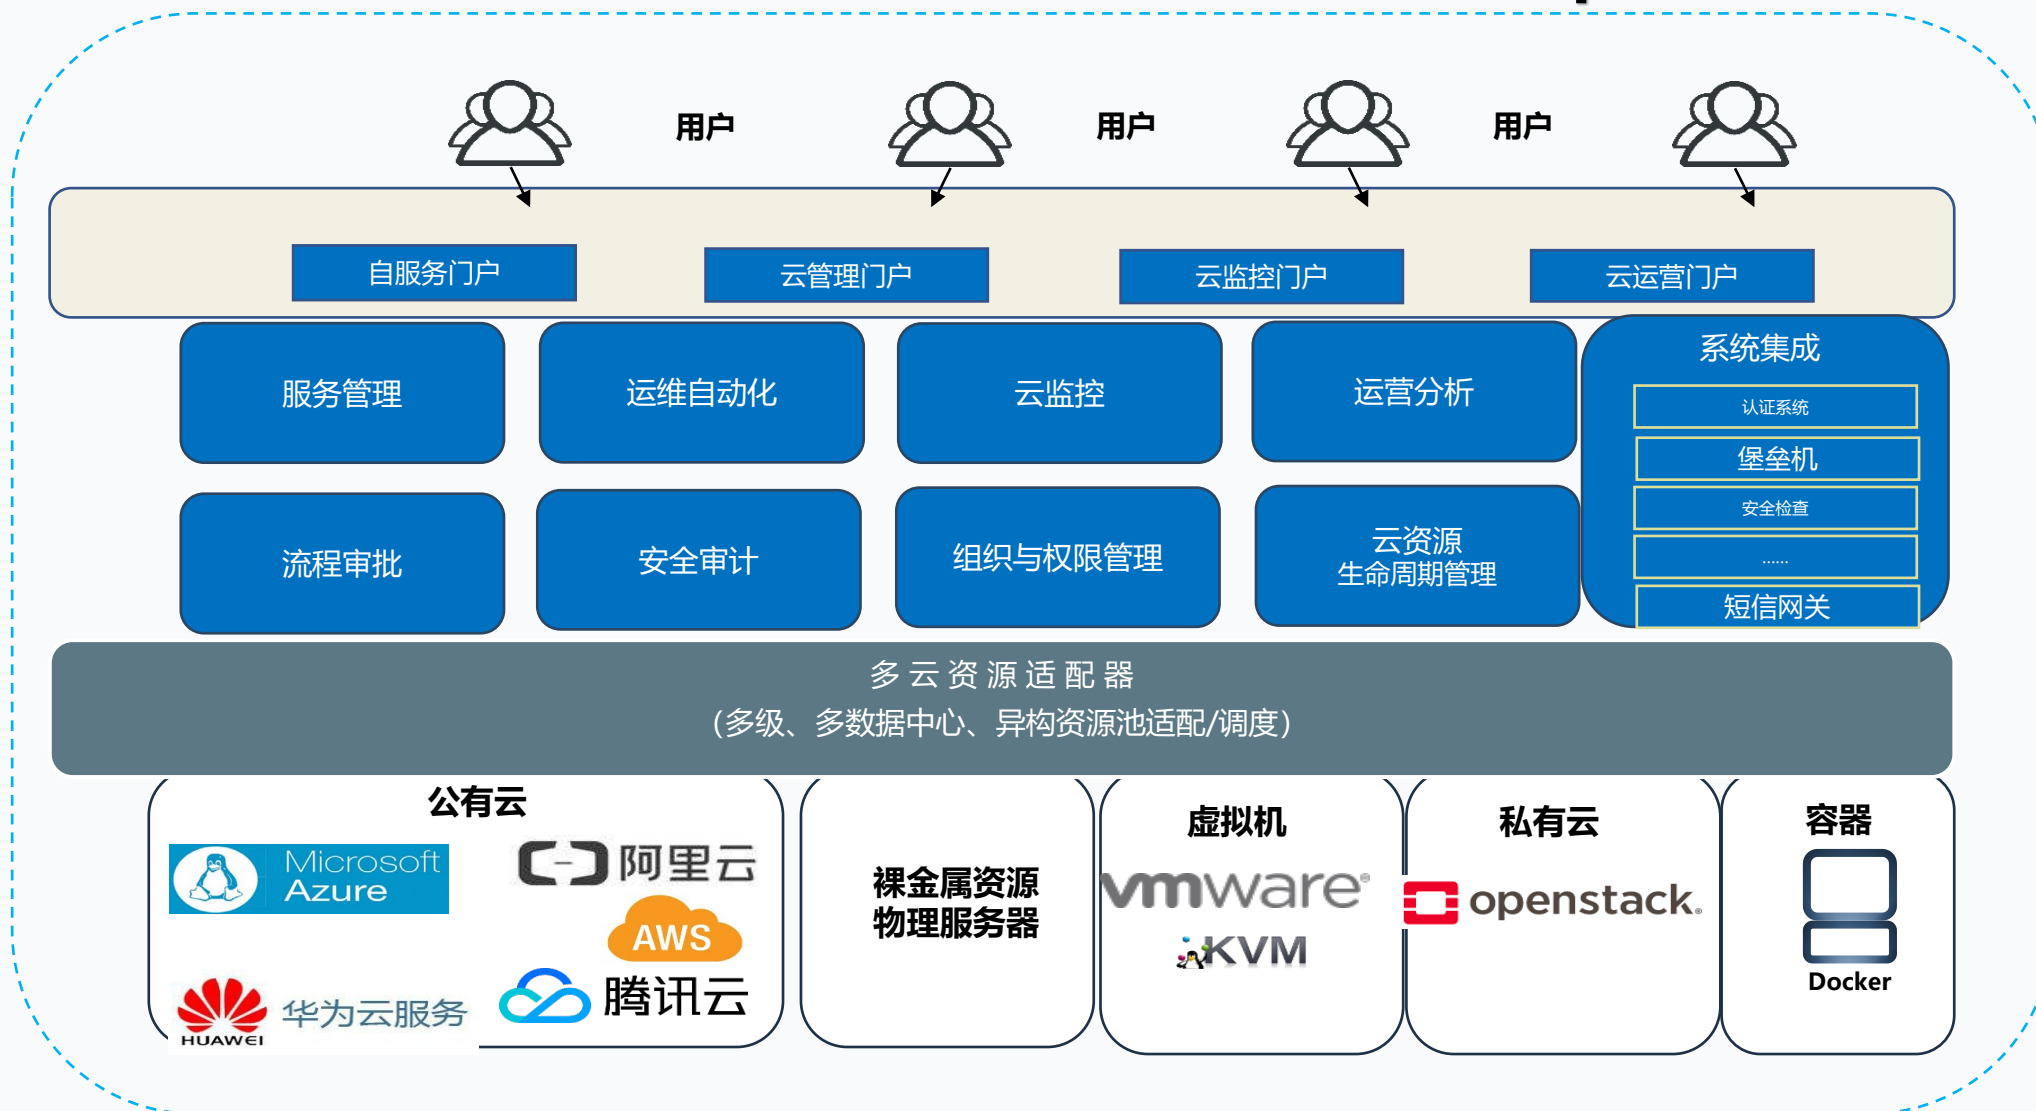 用户
用户
用户
自服务门户
云管理门户
云监控门户
云运营门户
服务管理
运维自动化
云监控
运营分析
系统集成
认证系统
堡垒机
安全检查
......
短信网关
流程审批
安全审计
组织与权限管理
云资源
生命周期管理
多云资源适配器
（多级、多数据中心、异构资源池适配/调度）
公有云
Microsoft
Azure
阿里云
AWS
HUAWEI
华为云服务
腾讯云
裸金属资源
物理服务器
虚拟机
vmware®
KVM
私有云
openstack.
容器
Docker